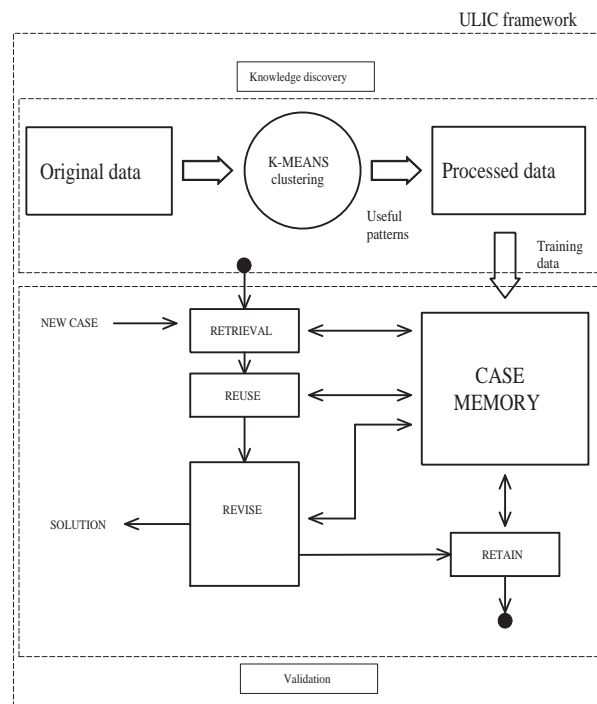 ULIC framework
Knowledge discovery
Original data
K-MEANS
clustering
Useful
patterns
Processed data
Training
data
NEW CASE
RETRIEVAL
REUSE
CASE
MEMORY
REVISE
SOLUTION
RETAIN
Validation